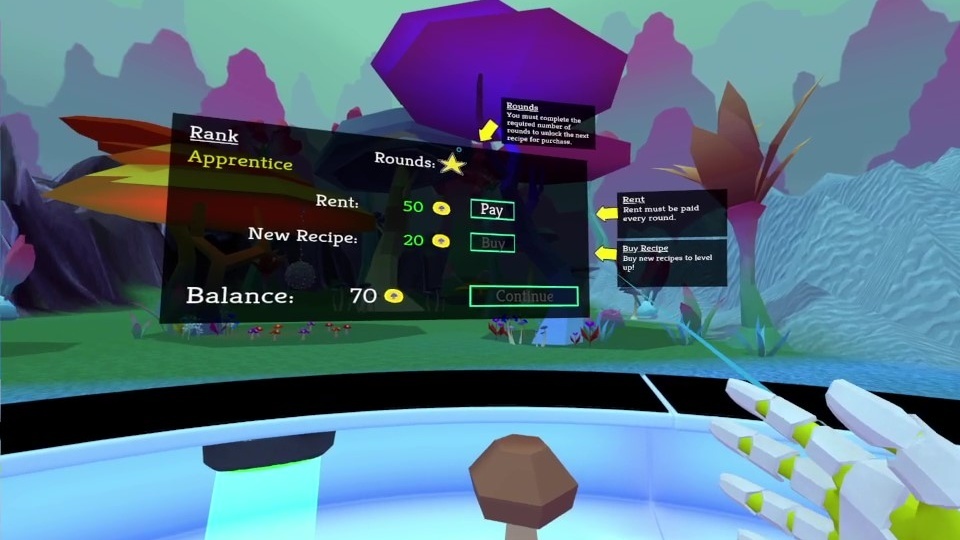 Rank
Apprentice
Rounds:
Rent: 50 Pay
New Recipe: 20 Buy
Balance: 70 Continue
Rounds
You must complete the
required number of
rounds to unlock the next
recipe for purchase.
Rent
Rent must be paid
every round.
Buy Recipe
Buy new recipes to level
up!